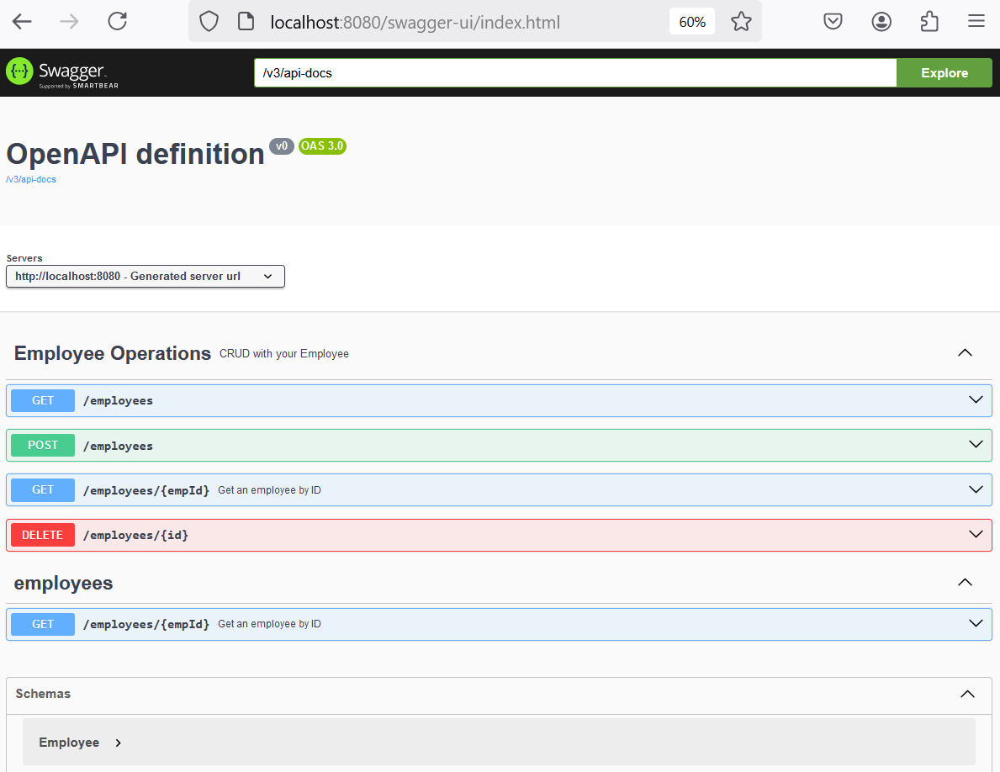 localhost:8080/swagger-ui/index.html 60%
Swagger. Supported by SMARTBEAR /v3/api-docs Explore
OpenAPI definition v0 OAS 3.0
/v3/api-docs
Servers
http://localhost:8080 - Generated server url
Employee Operations CRUD with your Employee
GET /employees
POST /employees
GET /employees/{empId} Get an employee by ID
DELETE /employees/{id}
employees
GET /employees/{empId} Get an employee by ID
Schemas
Employee